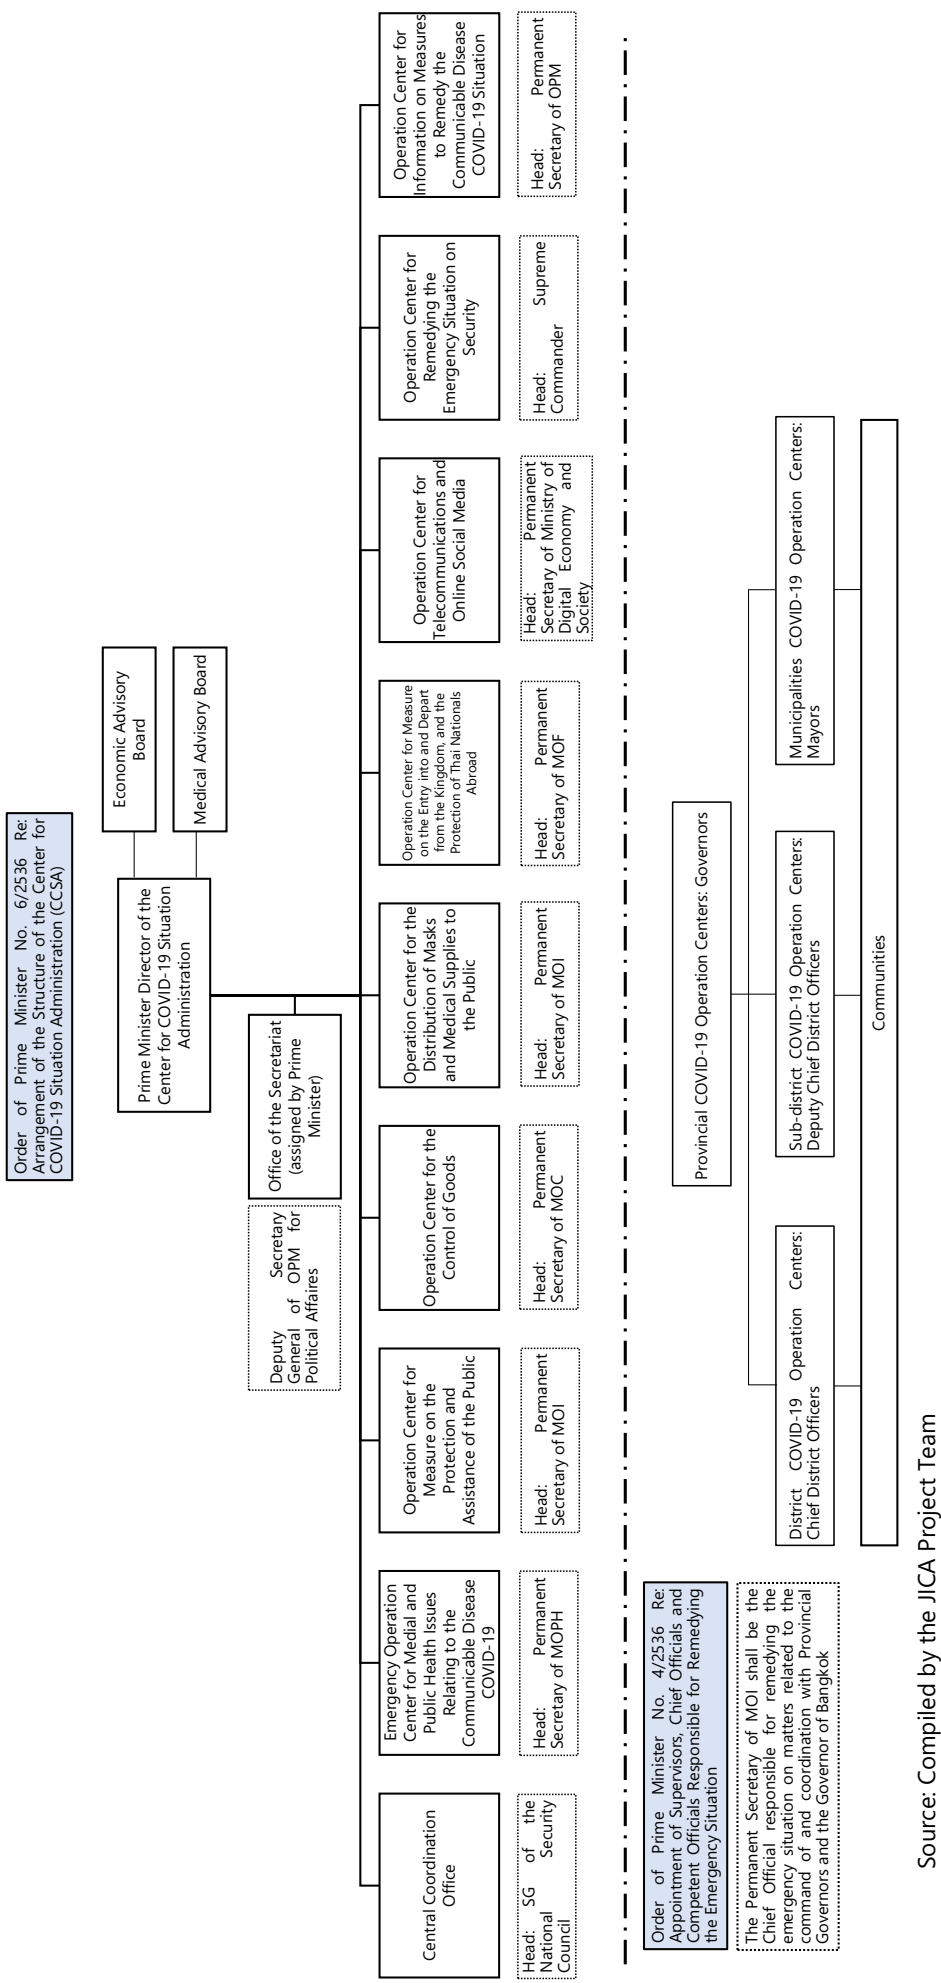 Order of Prime Minister No. 6/2536 Re:
Arrangement of the Structure of the Center for
COVID-19 Situation Administration (CCSA)
Prime Minister Director of the
Center for COVID-19 Situation
Administration
Economic Advisory
Board
Medical Advisory Board
Deputy Secretary
General of OPM for
Political Affaires
Office of the Secretariat
(assigned by Prime
Minister)
Central Coordination
Office
Head: SG of the
National Security
Council
Emergency Operation
Center for Medial and
Public Health Issues
Relating to the
Communicable Disease
COVID-19
Head: Permanent
Secretary of MOPH
Operation Center for
Measure on the
Protection and
Assistance of the Public
Head: Permanent
Secretary of MOI
Operation Center for the
Control of Goods
Head: Permanent
Secretary of MOC
Operation Center for the
Distribution of Masks
and Medical Supplies to
the Public
Head: Permanent
Secretary of MOI
Operation Center for Measure
on the Entry into and Depart
from the Kingdom, and the
Protection of Thai Nationals
Abroad
Head: Permanent
Secretary of MOF
Operation Center for
Telecommunications and
Online Social Media
Head: Permanent
Secretary of Ministry of
Digital Economy and
Society
Operation Center for
Remedying the
Emergency Situation on
Security
Head: Supreme
Commander
Operation Center for
Information on Measures
to Remedy the
Communicable Disease
COVID-19 Situation
Head: Permanent
Secretary of OPM
Order of Prime Minister No. 4/2536 Re:
Appointment of Supervisors, Chief Officials and
Competent Officials Responsible for Remedying
the Emergency Situation
The Permanent Secretary of MOI shall be the
Chief Official responsible for remedying the
emergency situation on matters related to the
command of and coordination with Provincial
Governors and the Governor of Bangkok
Provincial COVID-19 Operation Centers: Governors
District COVID-19 Operation Centers:
Chief District Officers
Sub-district COVID-19 Operation Centers:
Deputy Chief District Officers
Municipalities COVID-19 Operation Centers:
Mayors
Communities
Source: Compiled by the JICA Project Team